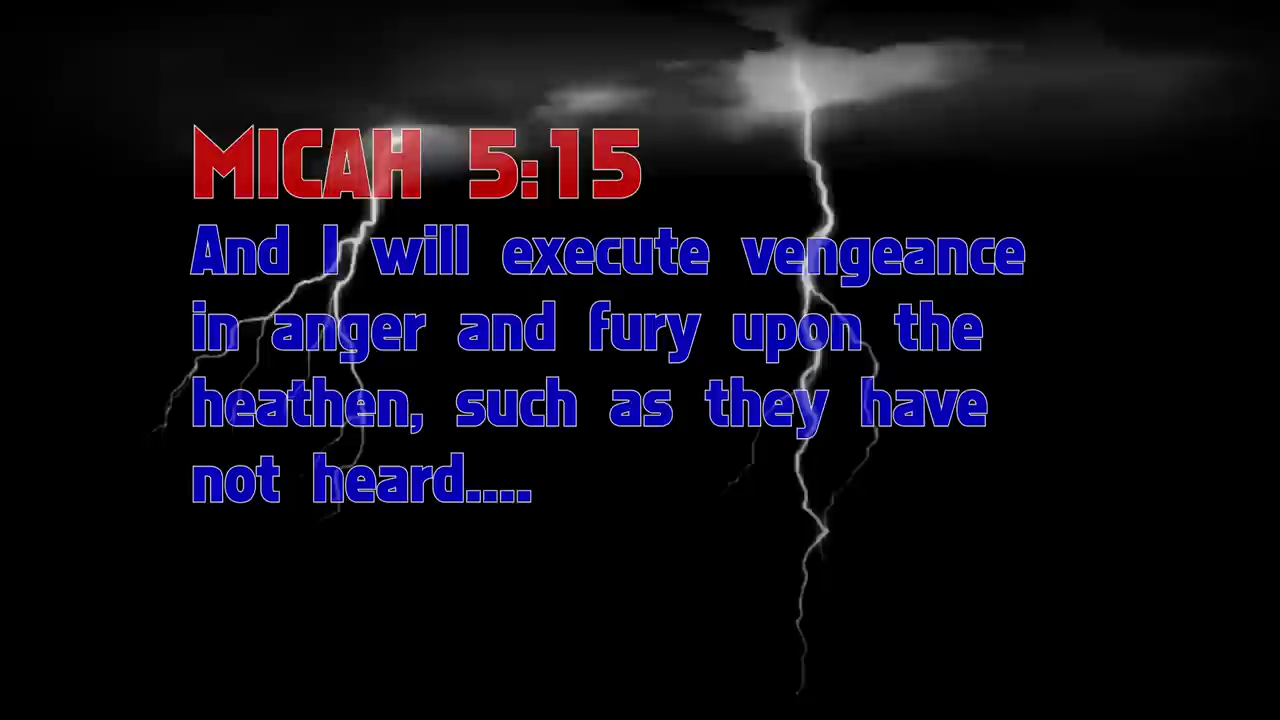 MICAH 5:15
And I will execute vengeance
in anger and fury upon the
heathen, such as they have
not heard....